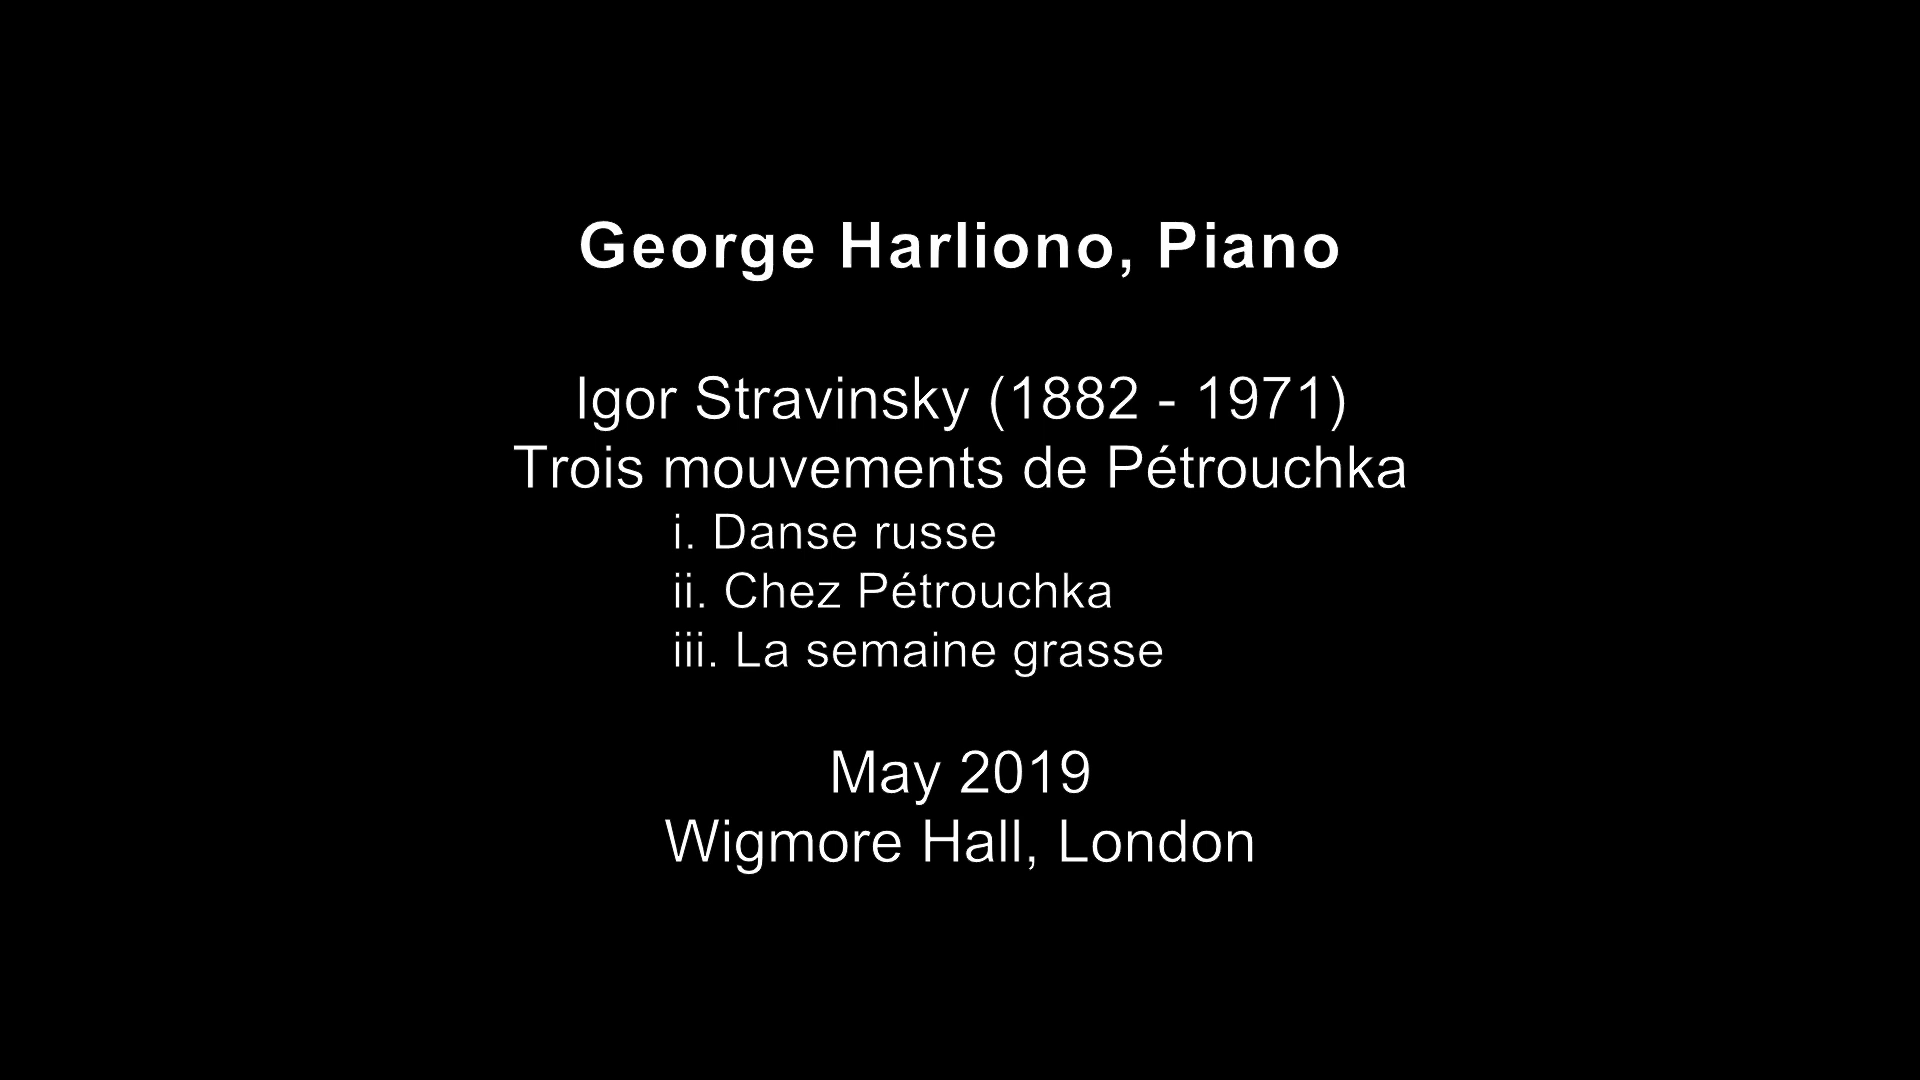 George Harliono, Piano
Igor Stravinsky (1882 - 1971)
Trois mouvements de Pétrouchka
i. Danse russe
ii. Chez Pétrouchka
iii. La semaine grasse
May 2019
Wigmore Hall, London